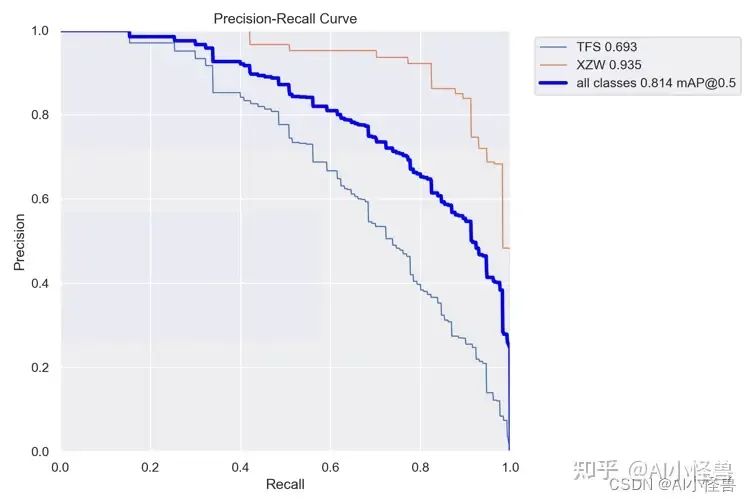 Precision-Recall Curve
TFS 0.693
XZW 0.935
all classes 0.814 mAP@0.5
1.0
0.8
0.6
0.4
0.2
0.0
Precision
0.0 0.2 0.4 0.6 0.8 1.0
Recall
知乎 @AI小怪兽
CSDN @AI小怪兽